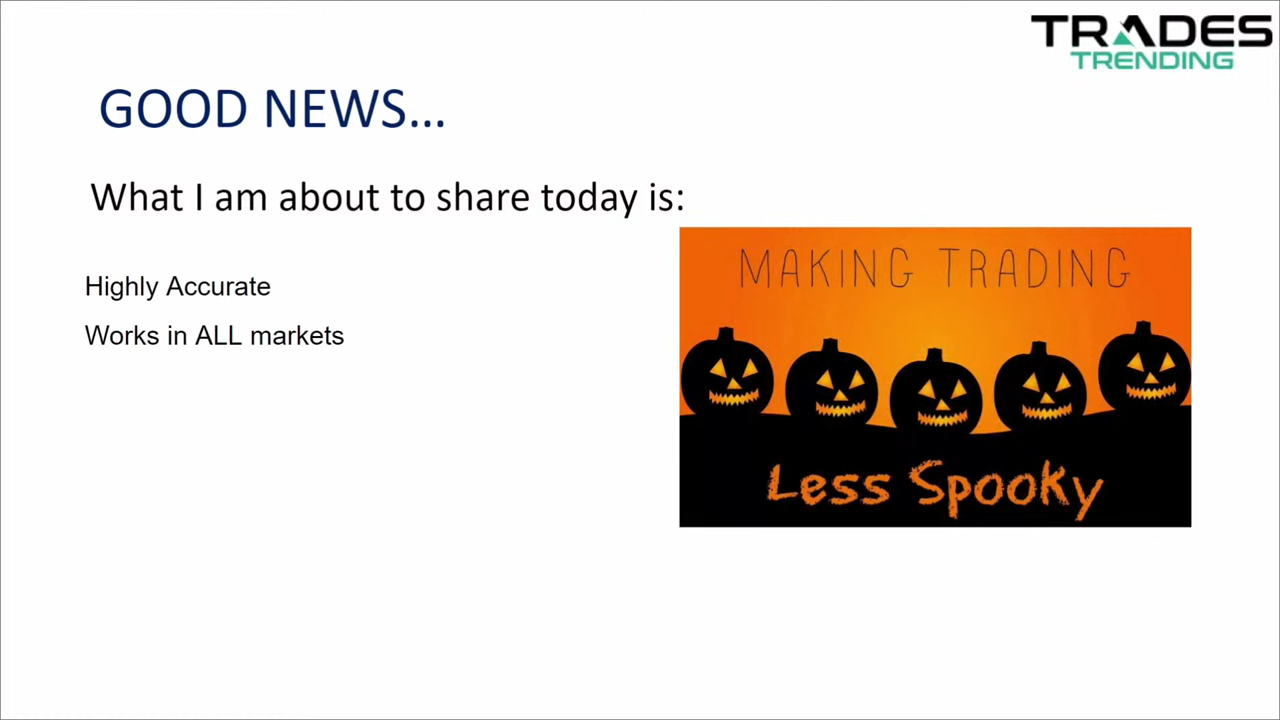 TRADES
TRENDING
GOOD NEWS...
What I am about to share today is:
Highly Accurate
Works in ALL markets
MAKING TRADING
Less Spooky